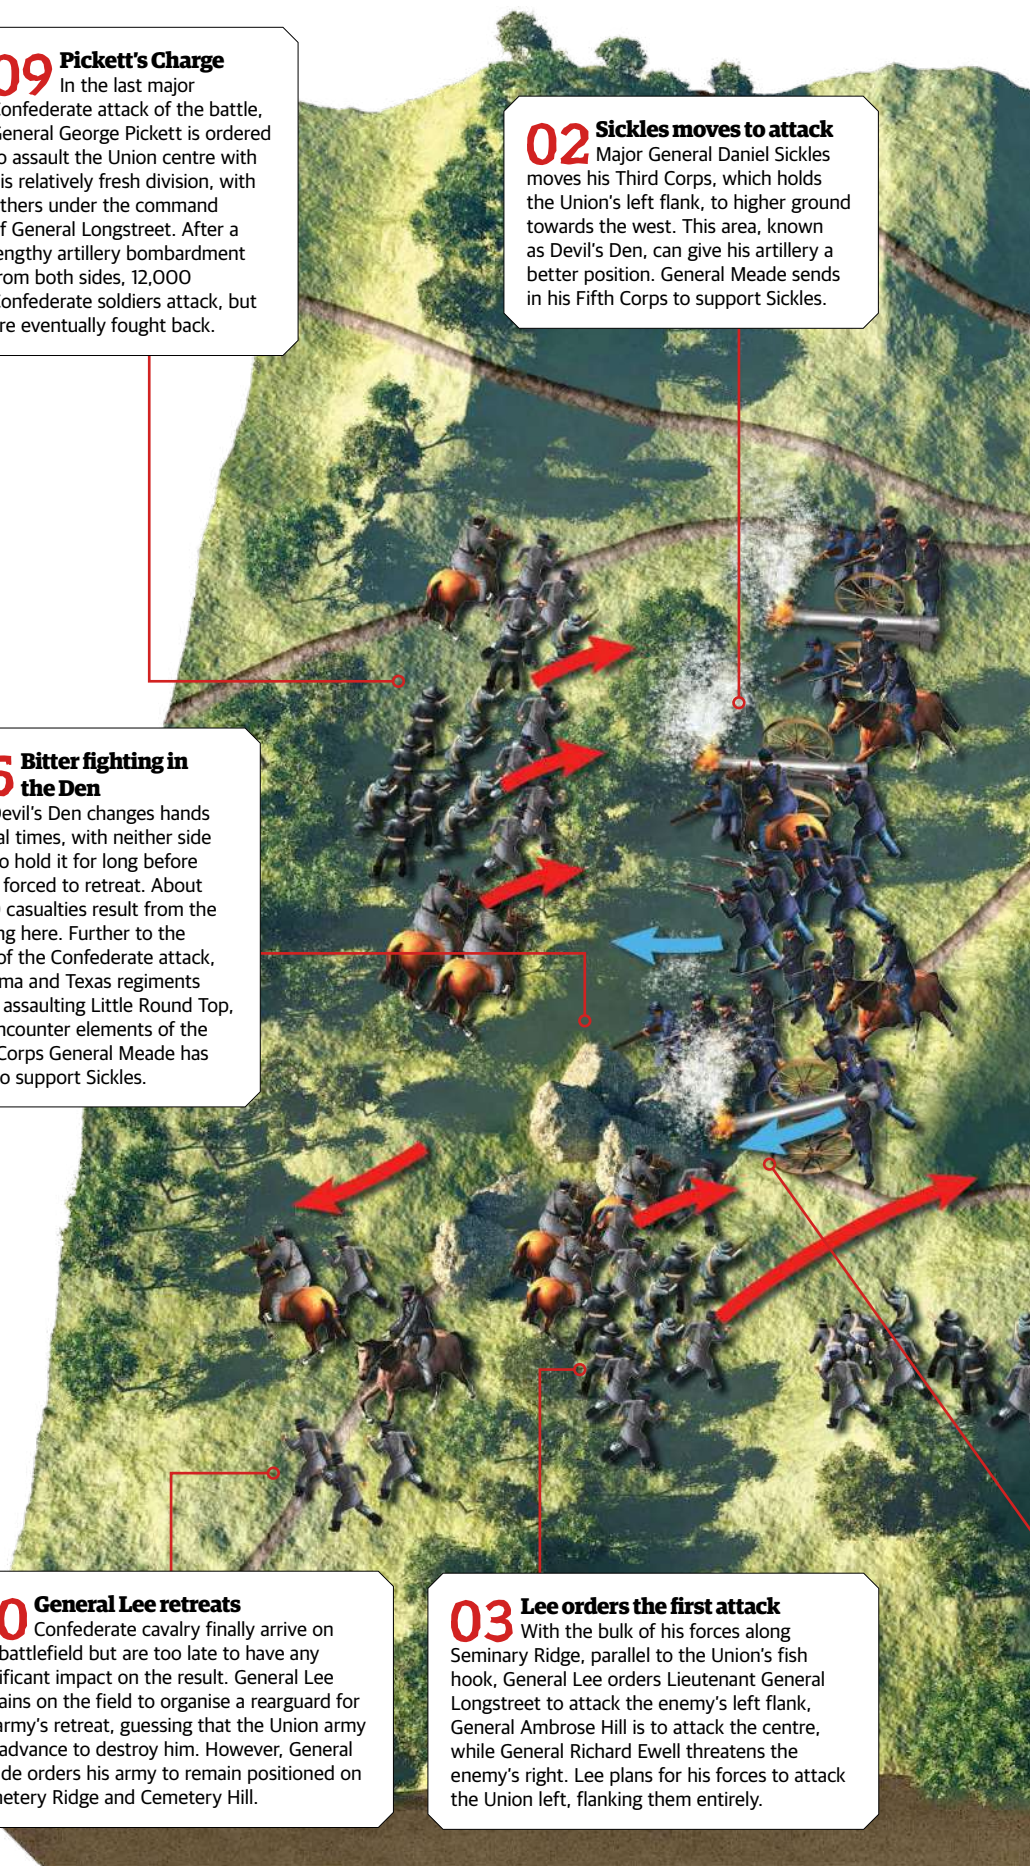 09 Pickett's Charge
In the last major
Confederate attack of the battle,
General George Pickett is ordered
o assault the Union centre with
is relatively fresh division, with
thers under the command
f General Longstreet. After a
engthy artillery bombardment
rom both sides, 12,000
Confederate soldiers attack, but
re eventually fought back.
02 Sickles moves to attack
Major General Daniel Sickles
moves his Third Corps, which holds
the Union's left flank, to higher ground
towards the west. This area, known
as Devil's Den, can give his artillery a
better position. General Meade sends
in his Fifth Corps to support Sickles.
5 Bitter fighting in
the Den
Devil's Den changes hands
al times, with neither side
o hold it for long before
forced to retreat. About
casualties result from the
ng here. Further to the
of the Confederate attack,
ma and Texas regiments
assaulting Little Round Top,
ncounter elements of the
Corps General Meade has
o support Sickles.
0 General Lee retreats
Confederate cavalry finally arrive on
battlefield but are too late to have any
ificant impact on the result. General Lee
ains on the field to organise a rearguard for
army's retreat, guessing that the Union army
advance to destroy him. However, General
de orders his army to remain positioned on
metery Ridge and Cemetery Hill.
03 Lee orders the first attack
With the bulk of his forces along
Seminary Ridge, parallel to the Union's fish
hook, General Lee orders Lieutenant General
Longstreet to attack the enemy's left flank,
General Ambrose Hill is to attack the centre,
while General Richard Ewell threatens the
enemy's right. Lee plans for his forces to attack
the Union left, flanking them entirely.